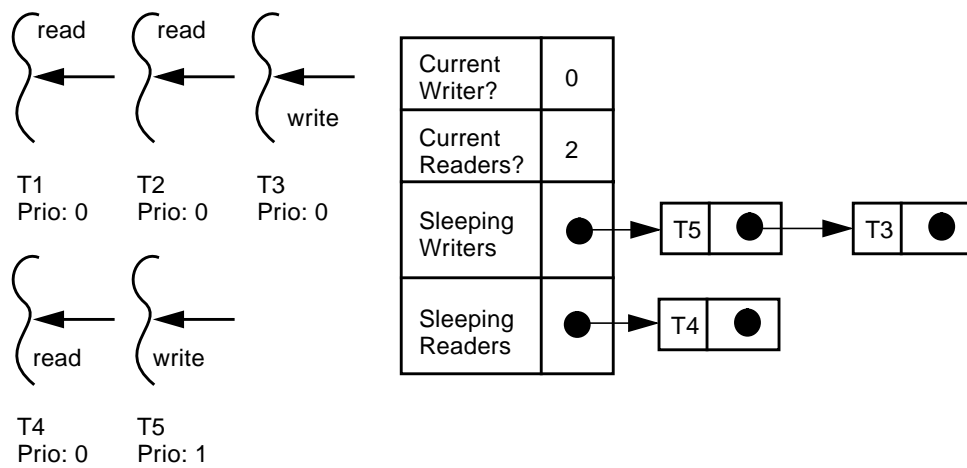 read
read
write
T1
Prio: 0
T2
Prio: 0
T3
Prio: 0
read
write
T4
Prio: 0
T5
Prio: 1
Current
Writer?
0
Current
Readers?
2
Sleeping
Writers
T5
T3
Sleeping
Readers
T4